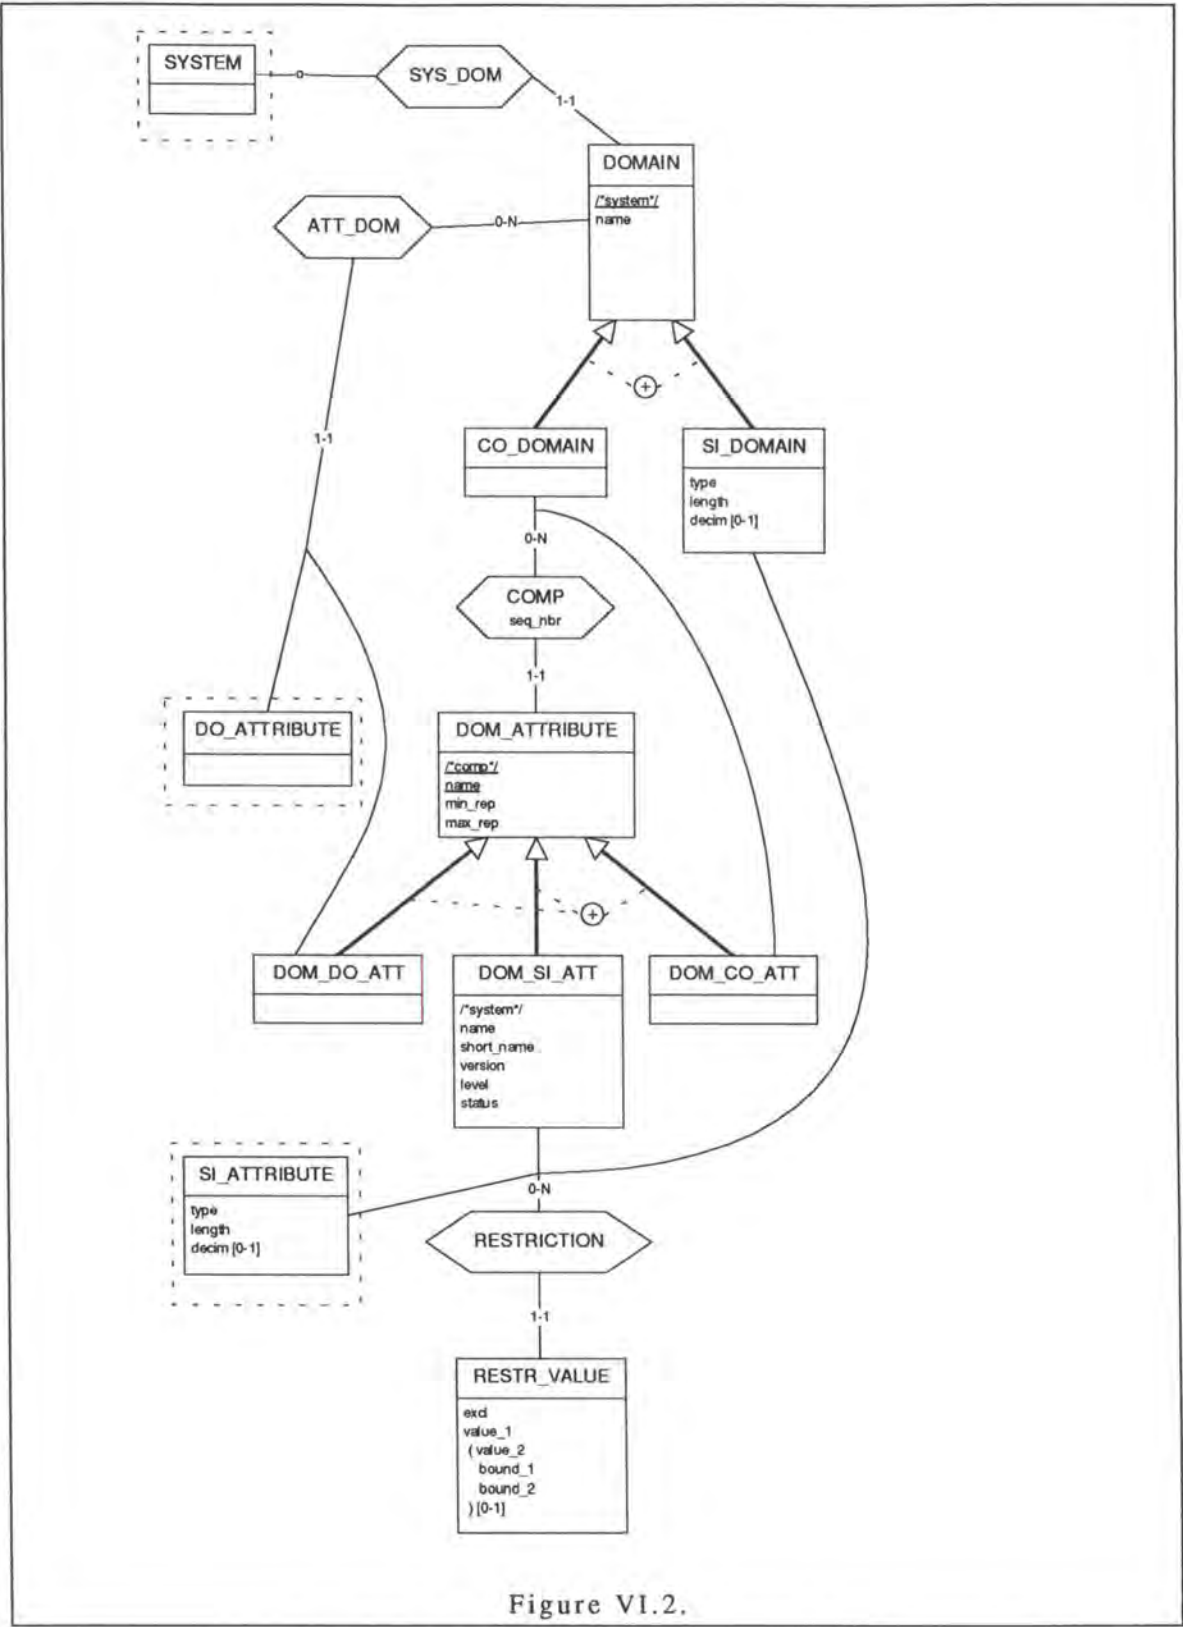 SYSTEM
SYS_DOM
1-1
DOMAIN
/*system*/
name
ATT_DOM
0-N
CO_DOMAIN
SI_DOMAIN
type
length
decim [0-1]
1-1
0-N
COMP
seq_nbr
1-1
DO_ATTRIBUTE
DOM_ATTRIBUTE
/*comp*/
name
min_rep
max_rep
DOM_DO_ATT
DOM_SI_ATT
/*system*/
name
short_name
version
level
status
DOM_CO_ATT
SI_ATTRIBUTE
type
length
decim [0-1]
0-N
RESTRICTION
1-1
RESTR_VALUE
excl
value_1
( value_2
bound_1
bound_2
) [0-1]
Figure VI.2.